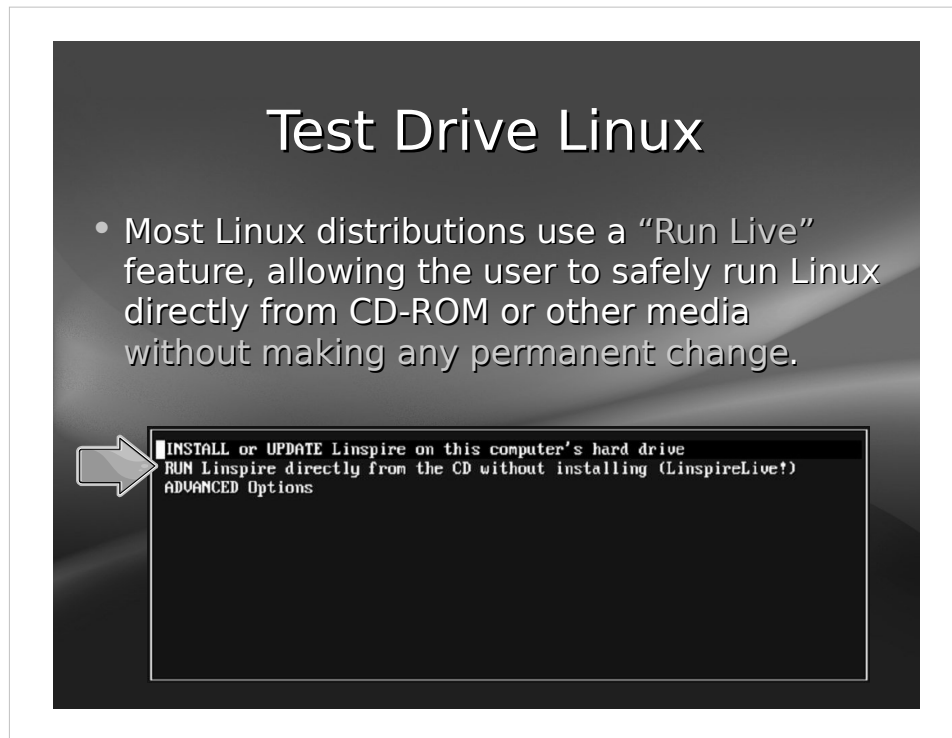 Test Drive Linux
• Most Linux distributions use a “Run Live”
feature, allowing the user to safely run Linux
directly from CD-ROM or other media
without making any permanent change.
INSTALL or UPDATE Linspire on this computer's hard drive
RUN Linspire directly from the CD without installing (LinspireLive!)
ADVANCED Options